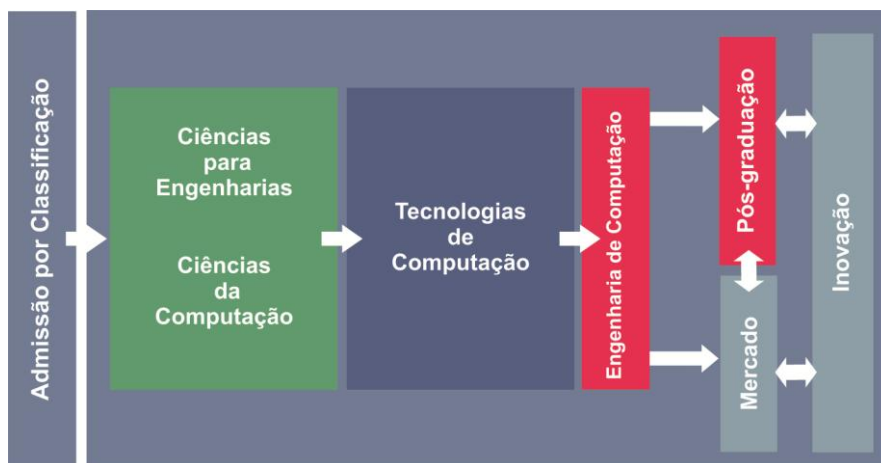 Admissão por Classificação
Ciências
para
Engenharias
Ciências
da
Computação
Tecnologias
de
Computação
Engenharia de Computação
Pós-graduação
Mercado
Inovação